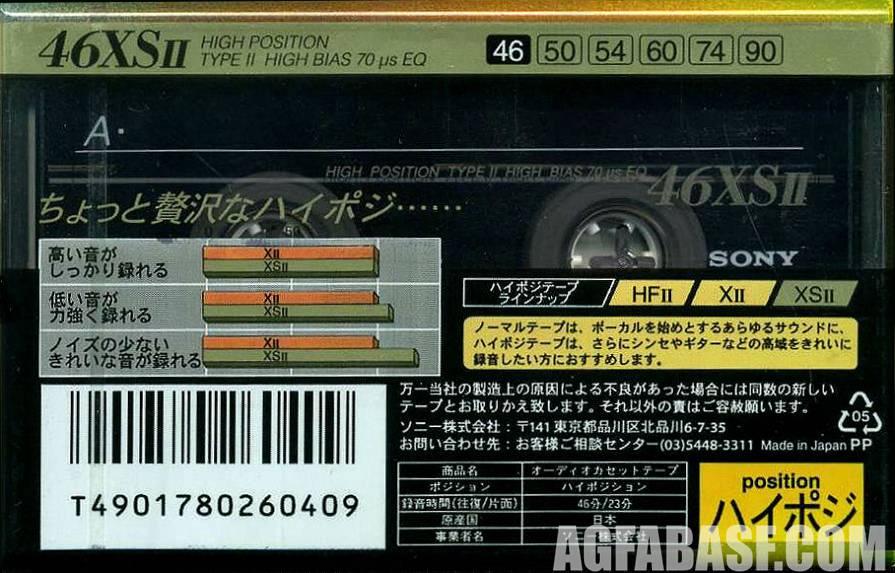 46XSⅡ HIGH POSITION
TYPE Ⅱ HIGH BIAS 70 µs EQ
46 50 54 60 74 90
A·
HIGH POSITION TYPE Ⅱ HIGH BIAS 70 µs EQ
46XSⅡ
ちょっと贅沢なハイポジ……
0 50
SONY
高い音が
しっかり録れる
XⅡ
XSⅡ
低い音が
力強く録れる
XⅡ
XSⅡ
ノイズの少ない
きれいな音が録れる
XⅡ
XSⅡ
ハイポジテープ
ラインナップ
HFⅡ XⅡ XSⅡ
ノーマルテープは、ボーカルを始めとするあらゆるサウンドに、
ハイポジテープは、さらにシンセやギターなどの高域をきれいに
録音したい方におすすめします。
万一当社の製造上の原因による不良があった場合には同数の新しい
テープとお取りかえ致します。それ以外の責はご容赦願います。
ソニー株式会社:〒141 東京都品川区北品川6-7-35
お問い合わせ先:お客様ご相談センター(03)5448-3311 Made in Japan
05
PP
T4901780260409
商品名 オーディオカセットテープ
ポジション ハイポジション
録音時間(往復/片面) 46分/23分
原産国 日本
事業者名 ソニー株式会社
position
ハイポジ
AGFABASE.COM